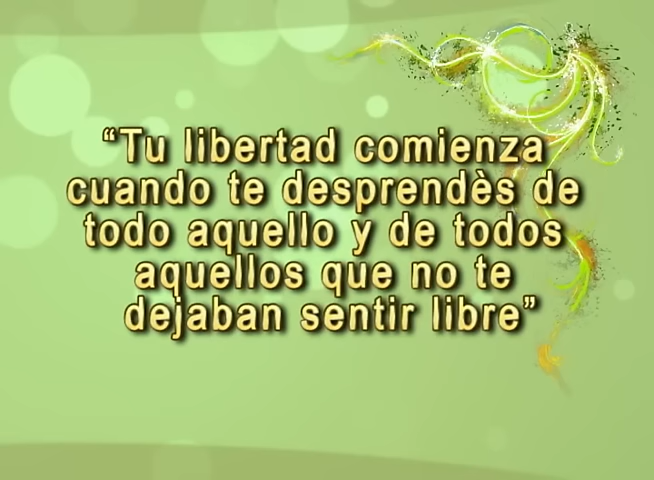 “Tu libertad comienza
cuando te desprendès de
todo aquello y de todos
aquellos que no te
dejaban sentir libre”